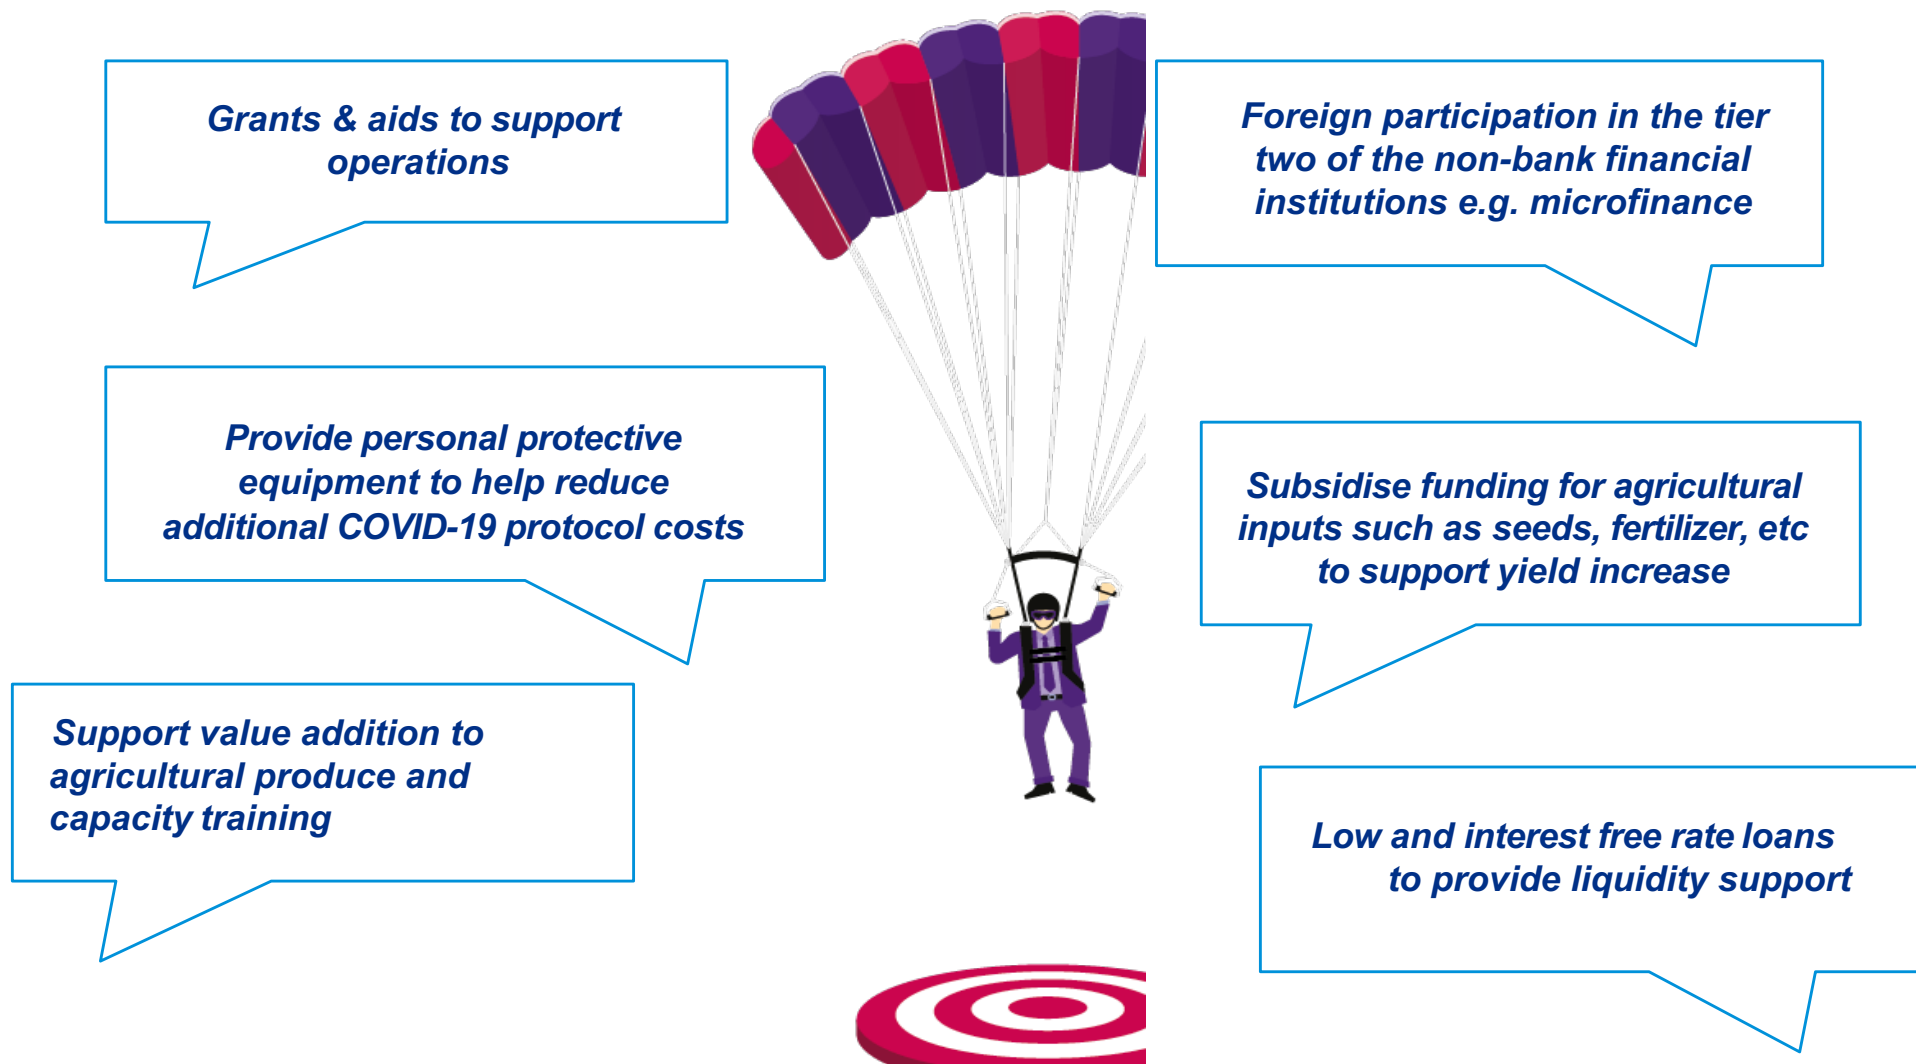 Grants & aids to support
operations
Provide personal protective
equipment to help reduce
additional COVID-19 protocol costs
Support value addition to
agricultural produce and
capacity training
Foreign participation in the tier
two of the non-bank financial
institutions e.g. microfinance
Subsidise funding for agricultural
inputs such as seeds, fertilizer, etc
to support yield increase
Low and interest free rate loans
to provide liquidity support